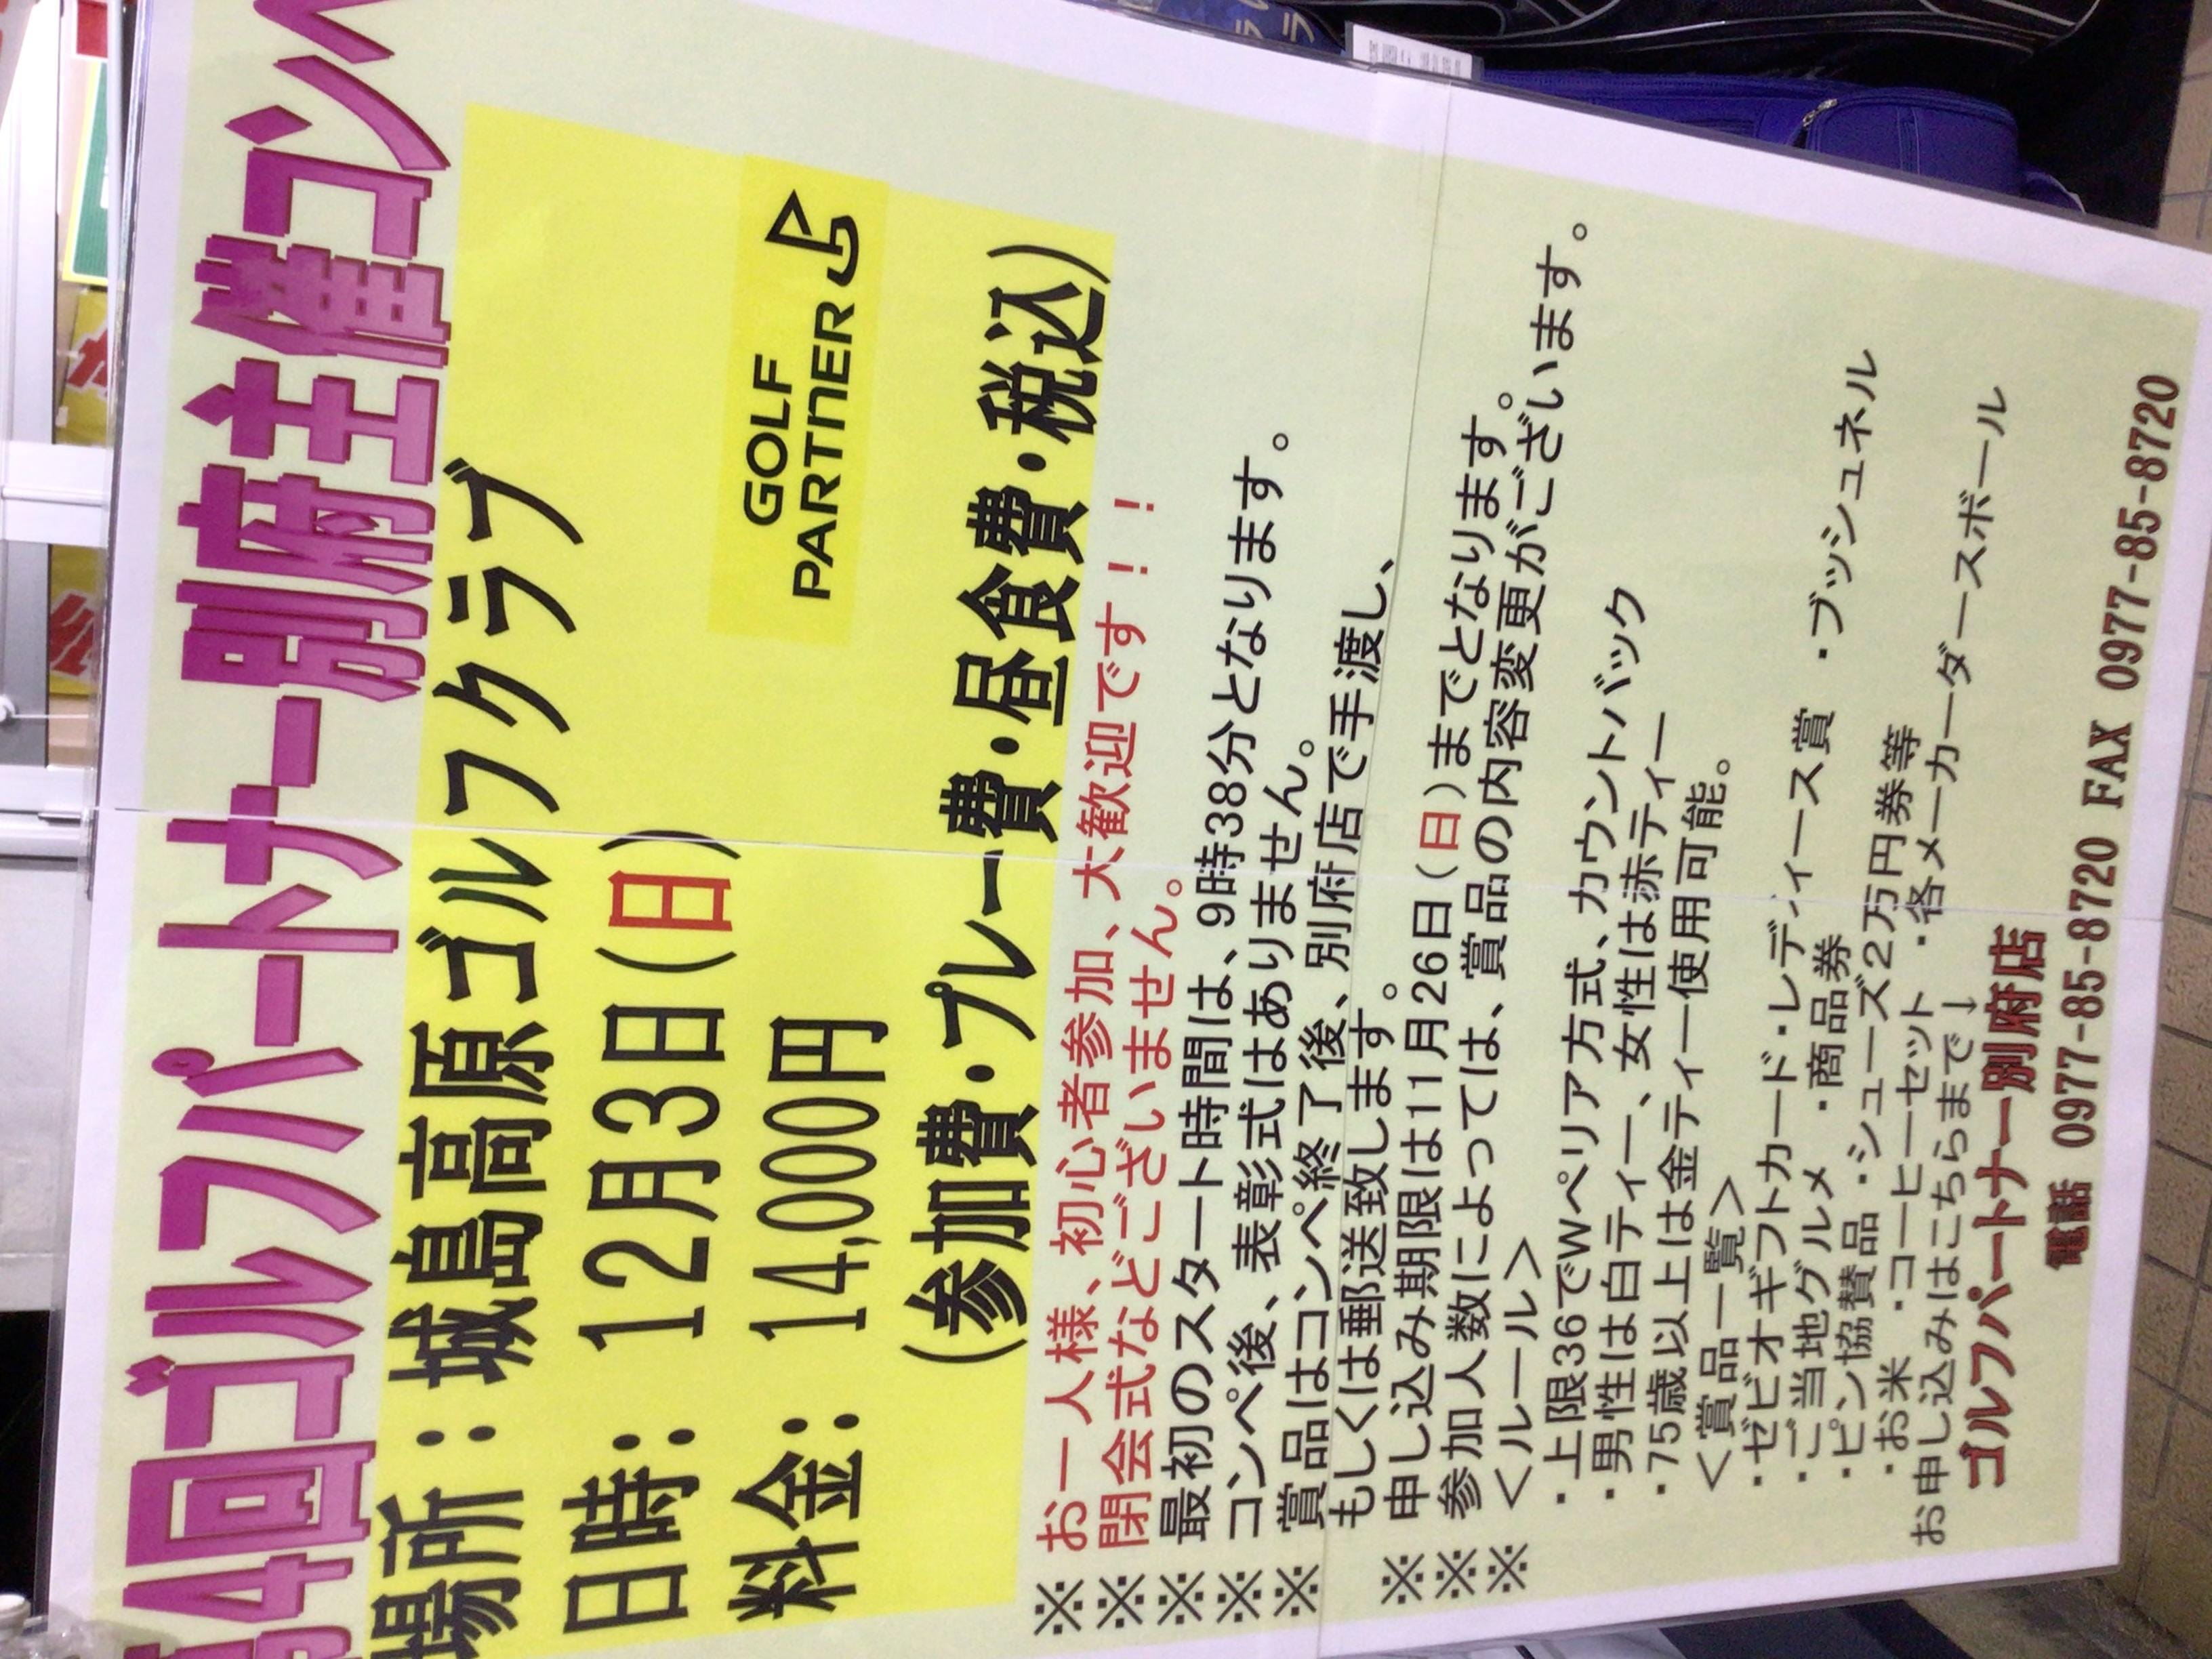 第4回ゴルフパートナー別府主催コンペ
場所：城島高原ゴルフクラブ
日時：12月3日（日）
料金：14,000円
GOLF
PARTNER
（参加費・プレー費・昼食費・税込）
※お一人様、初心者参加、大歓迎です！！
※閉会式などございません。
※最初のスタート時間は、9時38分となります。
※コンペ後、表彰式はありません。
※賞品はコンペ終了後、別府店で手渡し、
もしくは郵送致します。
※申し込み期限は11月26日（日）までとなります。
※参加人数によっては、賞品の内容変更がございます。
※＜ルール＞
・上限36でWペリア方式、カウントバック
・男性は白ティー、女性は赤ティー
・75歳以上は金ティー使用可能。
＜賞品一覧＞
・ゼビオギフトカード・レディース賞 ・ブッシュネル
・ご当地グルメ ・商品券
・ピン協賛品 ・シューズ2万円券等
・お米 ・コーヒーセット ・各メーカーダースボール
お申し込みはこちらまで↓
ゴルフパートナー別府店
電話 0977-85-8720 FAX 0977-85-8720